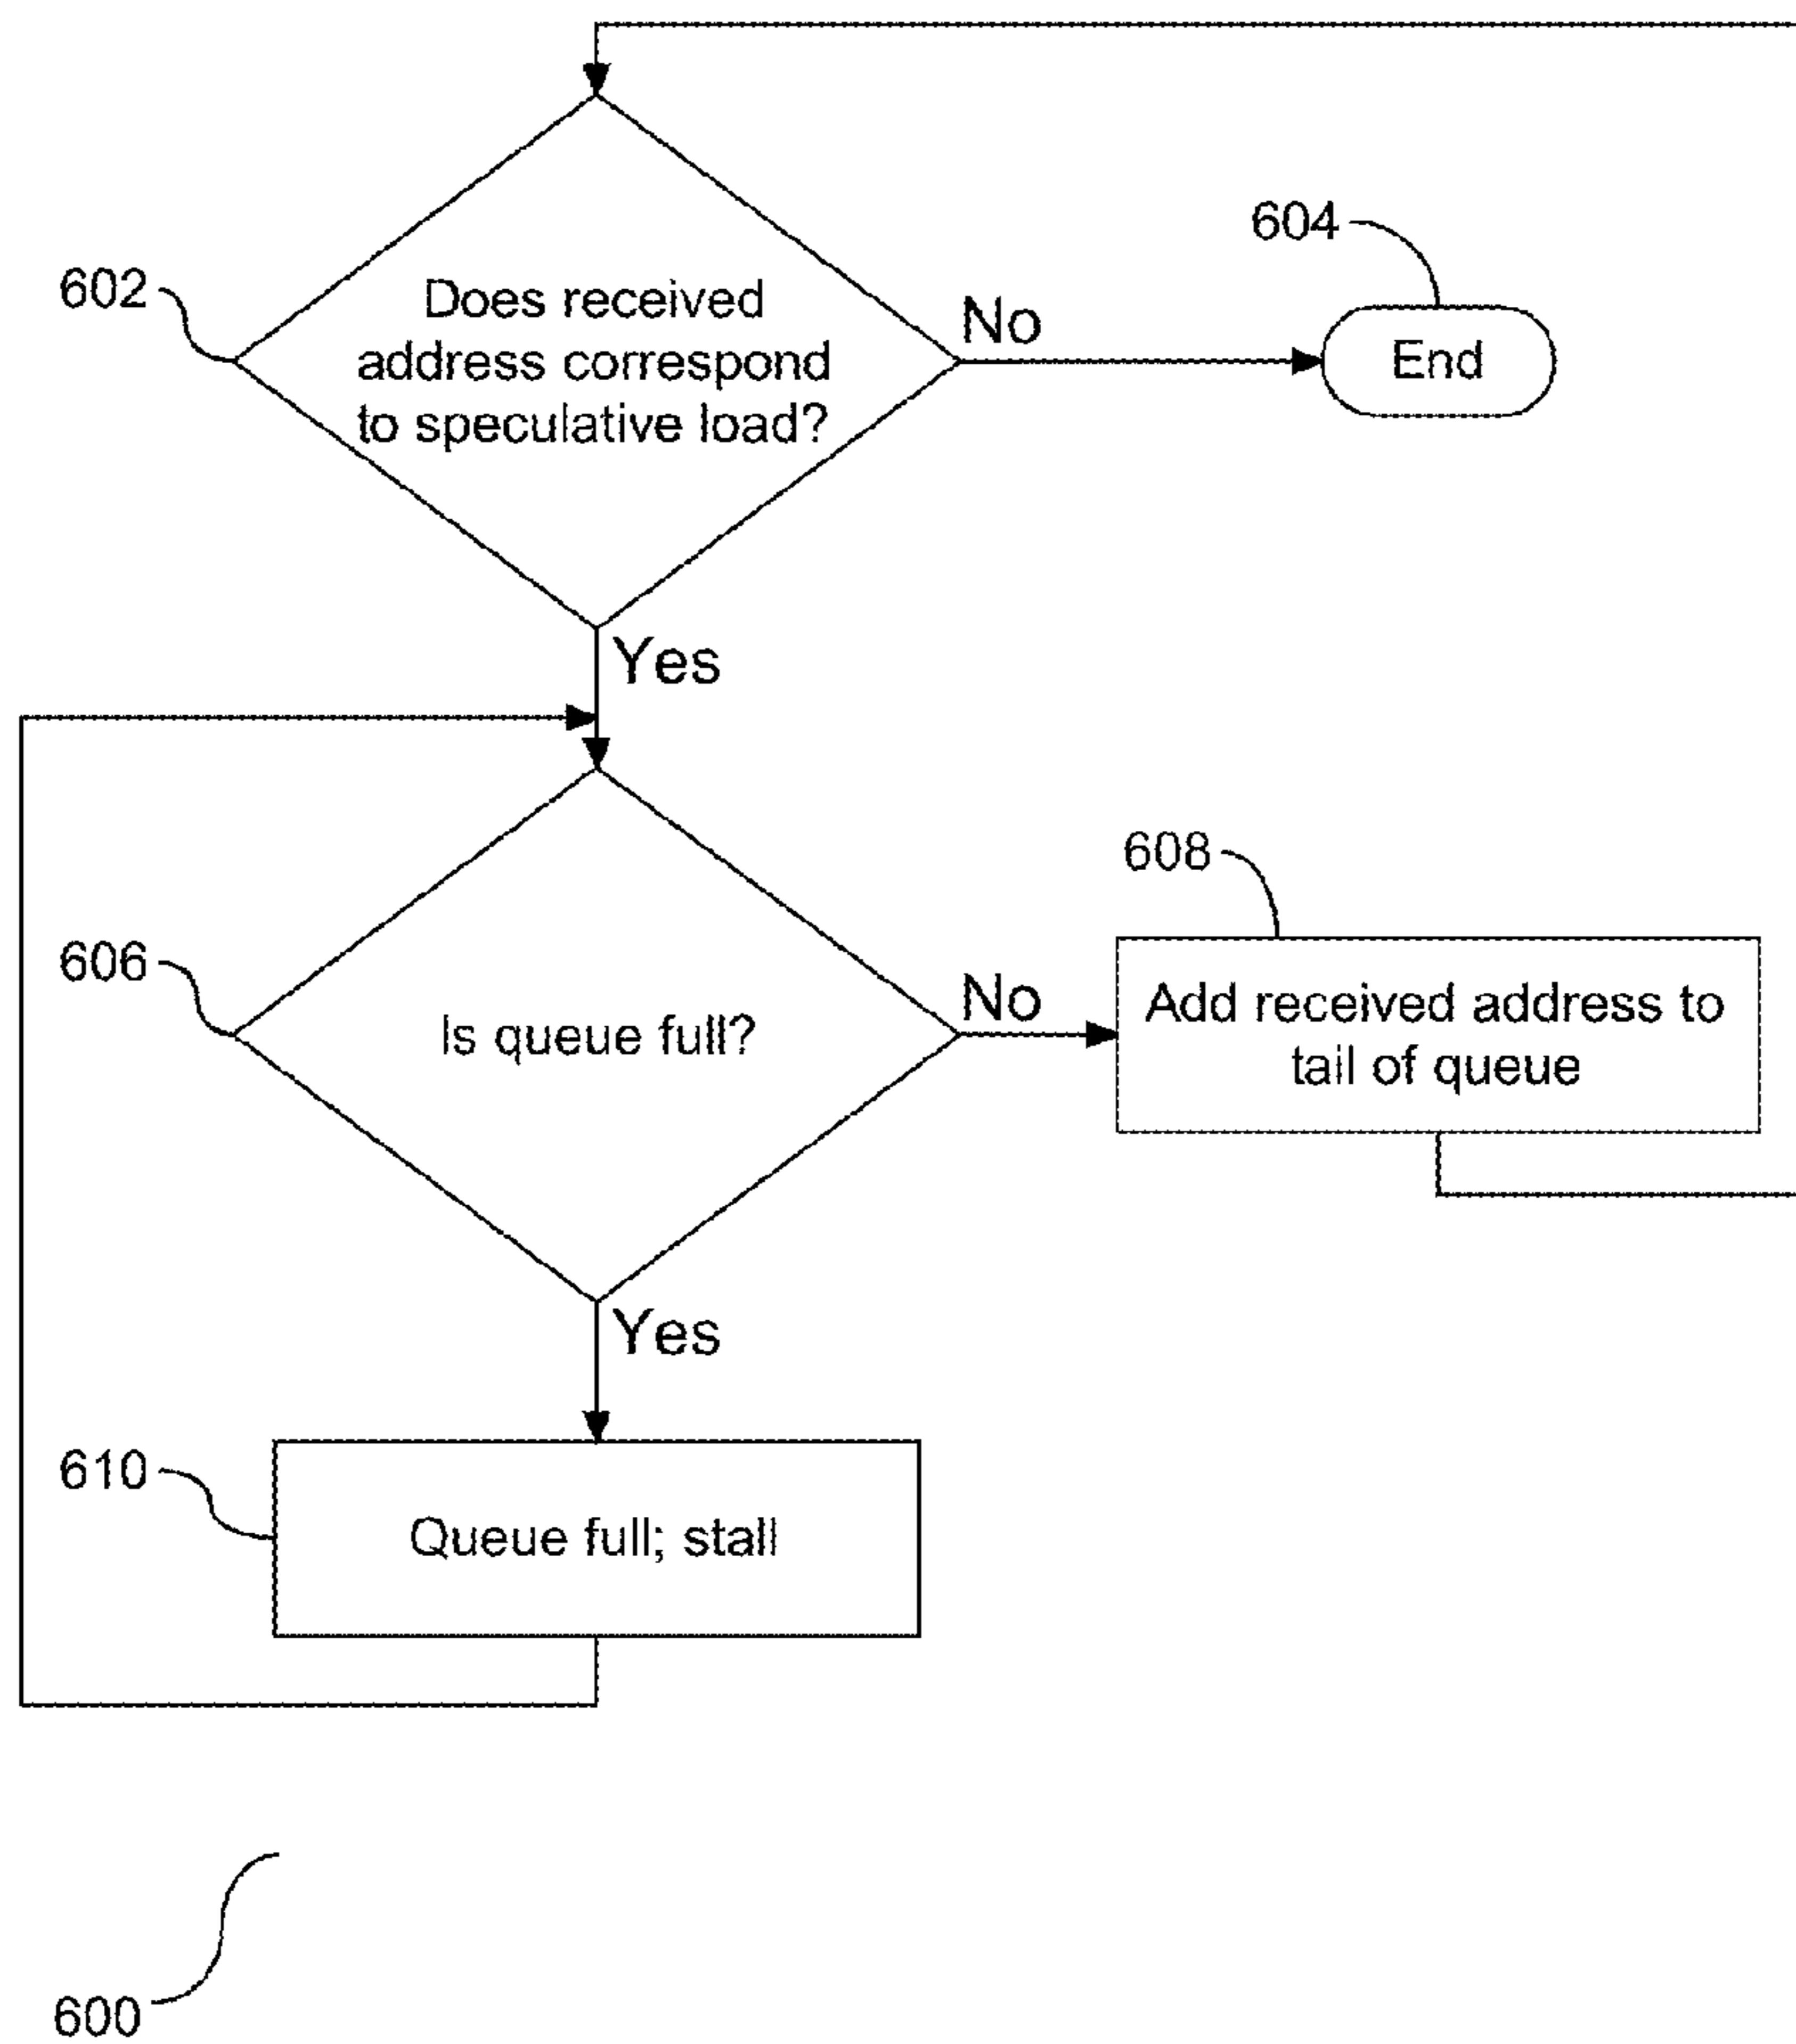 604
602
Does received
address correspond
to speculative load?
No
End
Yes
608
606
Is queue full?
No
Add received address to
tail of queue
Yes
610
Queue full; stall
600